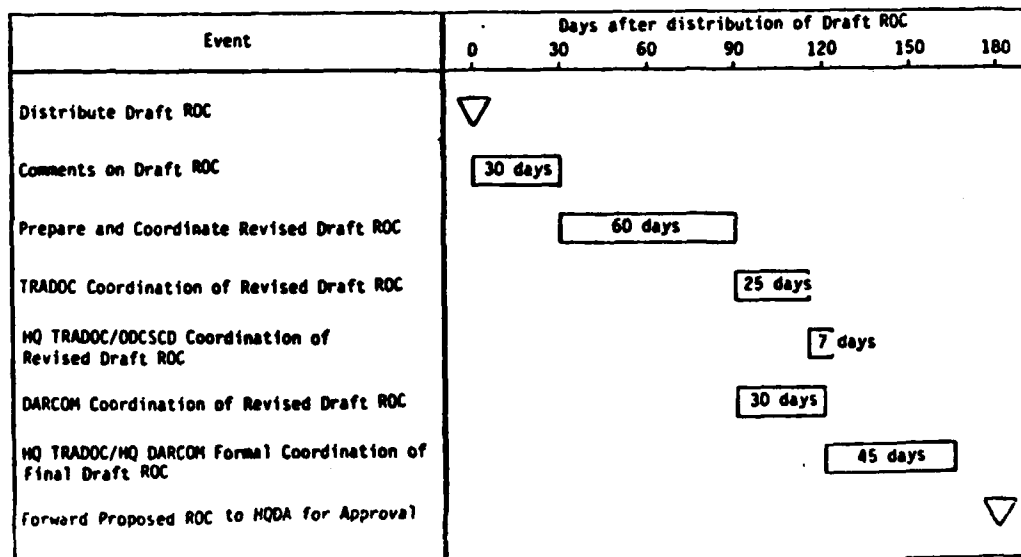 Event
Days after distribution of Draft ROC
0 30 60 90 120 150 180
Distribute Draft ROC
Comments on Draft ROC
30 days
Prepare and Coordinate Revised Draft ROC
60 days
TRADOC Coordination of Revised Draft ROC
25 days
HQ TRADOC/ODCSCD Coordination of
Revised Draft ROC
7 days
DARCOM Coordination of Revised Draft ROC
30 days
HQ TRADOC/HQ DARCOM Formal Coordination of
Final Draft ROC
45 days
Forward Proposed ROC to HQDA for Approval